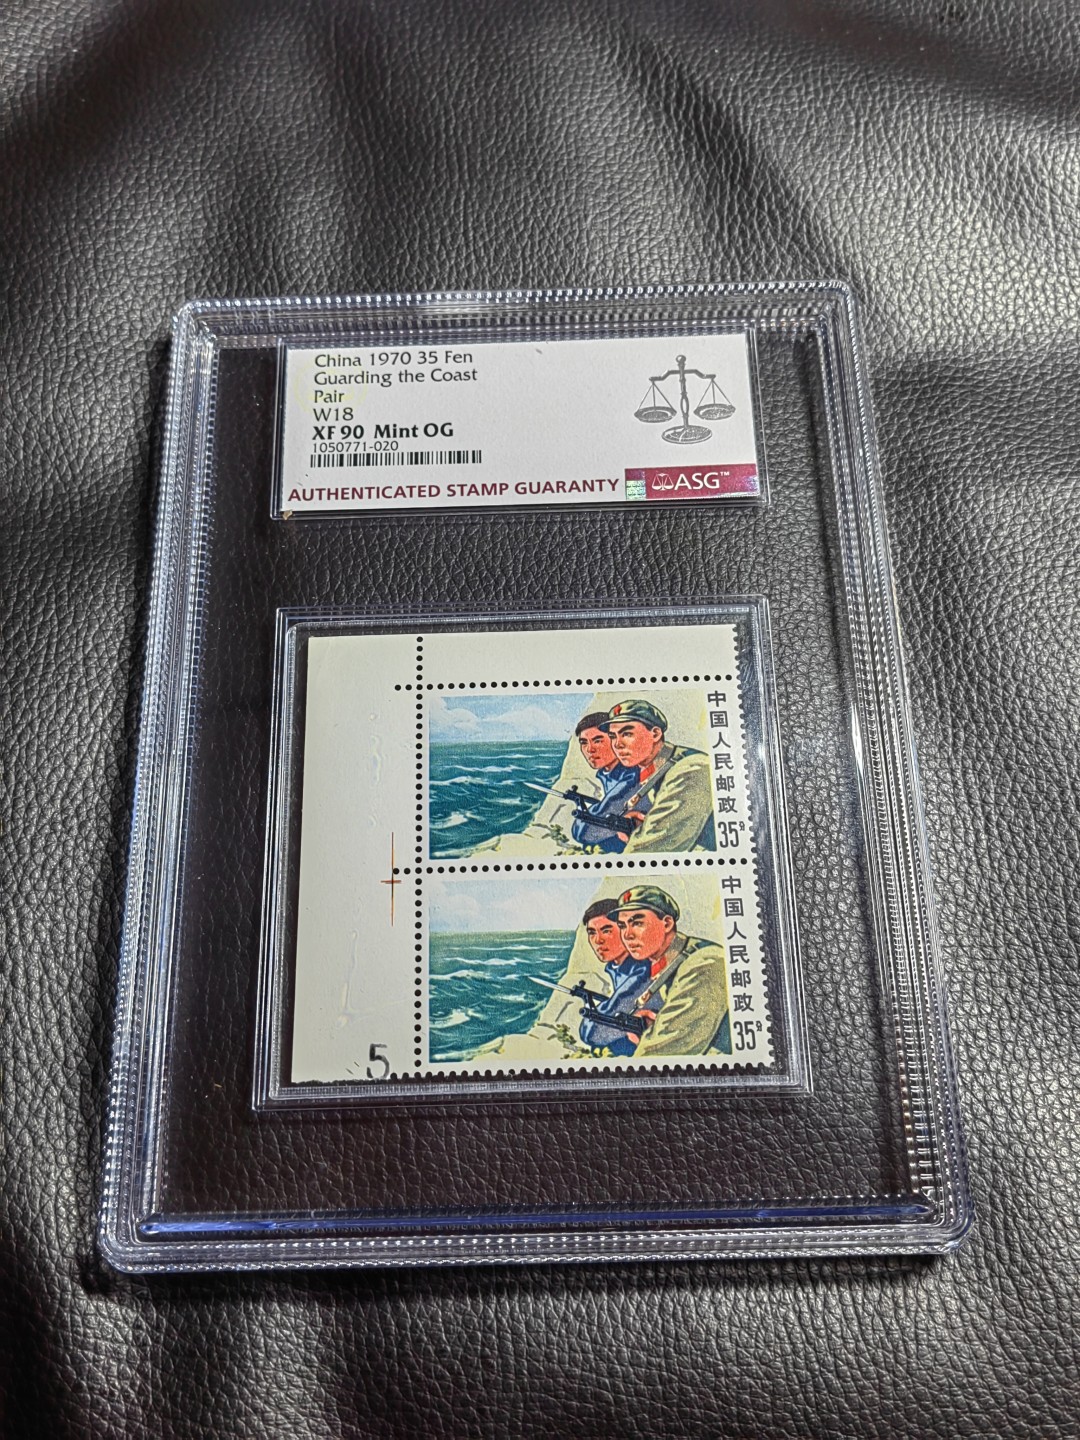 China 1970 35 Fen
Guarding the Coast
Pair
W18
XF 90 Mint OG
1050771-020
AUTHENTICATED STAMP GUARANTY
ASG™
中国人民邮政
35分
中国人民邮政
35分
5